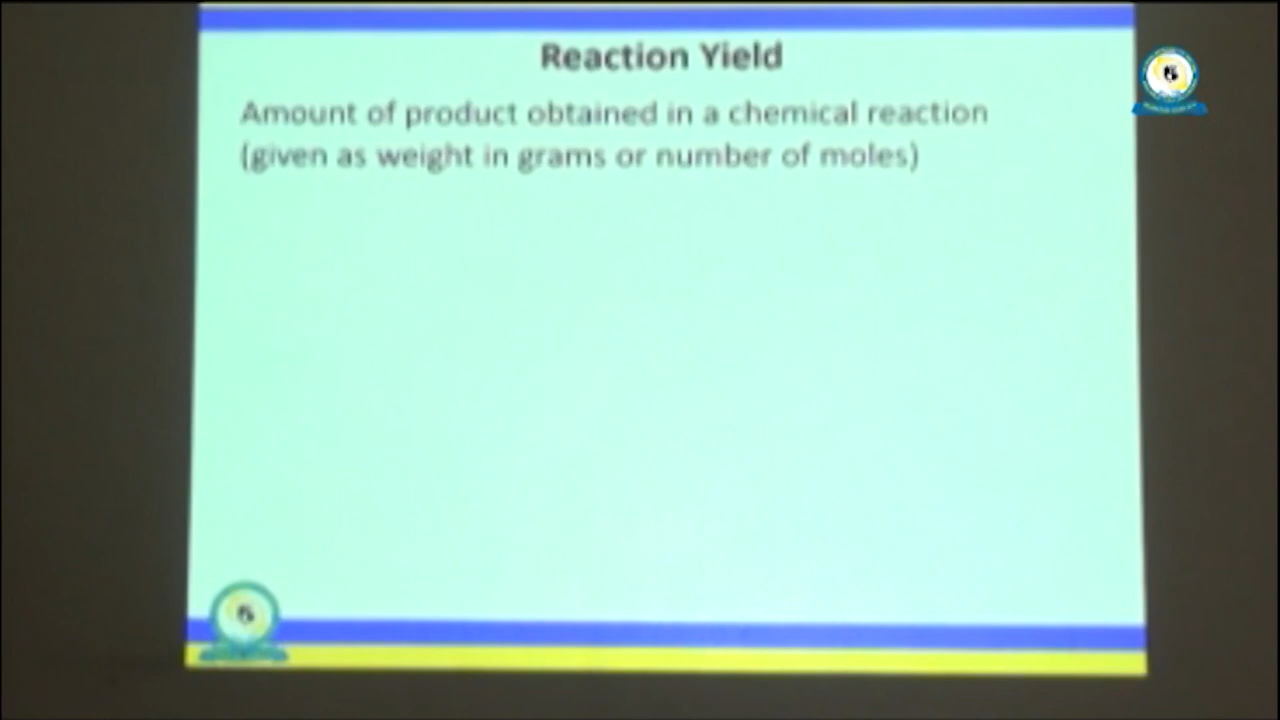 Reaction Yield
Amount of product obtained in a chemical reaction
(given as weight in grams or number of moles)